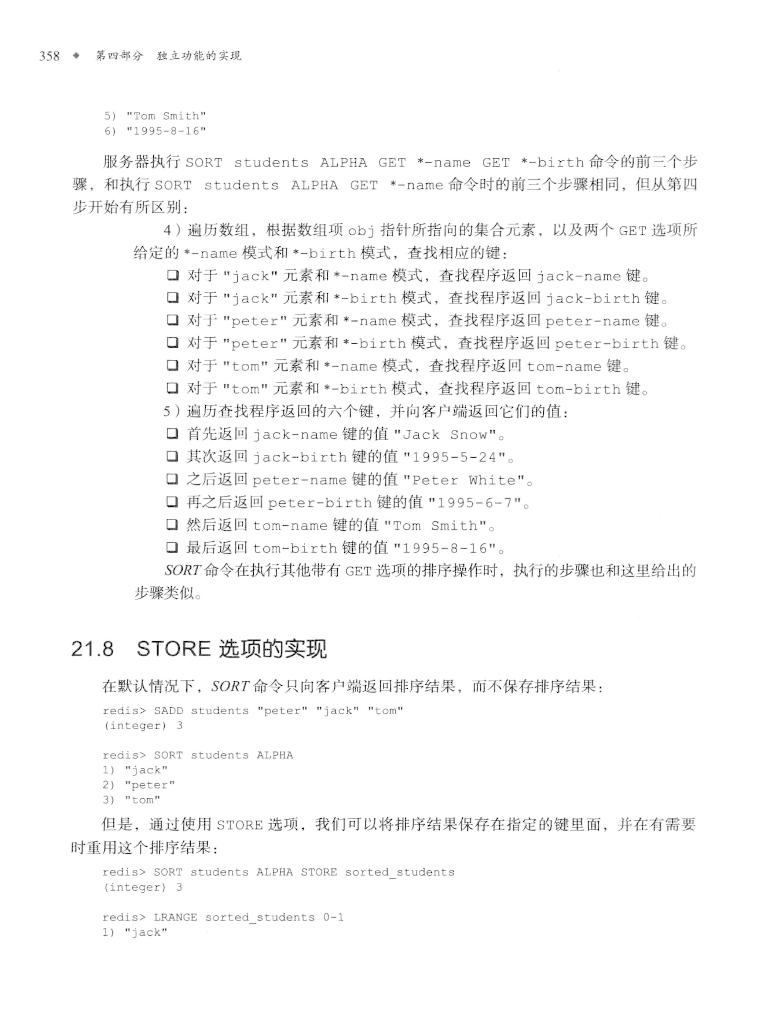 358 ◆ 第四部分 独立功能的实现
5) "Tom Smith"
6) "1995-8-16"
服务器执行 SORT students ALPHA GET *-name GET *-birth 命令的前三个步
骤，和执行 SORT students ALPHA GET *-name 命令时的前三个步骤相同，但从第四
步开始有所区别：
4）遍历数组，根据数组项 obj 指针所指向的集合元素，以及两个 GET 选项所
给定的 *-name 模式和 *-birth 模式，查找相应的键：
❑ 对于 "jack" 元素和 *-name 模式，查找程序返回 jack-name 键。
❑ 对于 "jack" 元素和 *-birth 模式，查找程序返回 jack-birth 键。
❑ 对于 "peter" 元素和 *-name 模式，查找程序返回 peter-name 键。
❑ 对于 "peter" 元素和 *-birth 模式，查找程序返回 peter-birth 键。
❑ 对于 "tom" 元素和 *-name 模式，查找程序返回 tom-name 键。
❑ 对于 "tom" 元素和 *-birth 模式，查找程序返回 tom-birth 键。
5）遍历查找程序返回的六个键，并向客户端返回它们的值：
❑ 首先返回 jack-name 键的值 "Jack Snow"。
❑ 其次返回 jack-birth 键的值 "1995-5-24"。
❑ 之后返回 peter-name 键的值 "Peter White"。
❑ 再之后返回 peter-birth 键的值 "1995-6-7"。
❑ 然后返回 tom-name 键的值 "Tom Smith"。
❑ 最后返回 tom-birth 键的值 "1995-8-16"。
SORT 命令在执行其他带有 GET 选项的排序操作时，执行的步骤也和这里给出的
步骤类似。
21.8 STORE 选项的实现
在默认情况下，SORT 命令只向客户端返回排序结果，而不保存排序结果：
redis> SADD students "peter" "jack" "tom"
(integer) 3
redis> SORT students ALPHA
1) "jack"
2) "peter"
3) "tom"
但是，通过使用 STORE 选项，我们可以将排序结果保存在指定的键里面，并在有需要
时重用这个排序结果：
redis> SORT students ALPHA STORE sorted_students
(integer) 3
redis> LRANGE sorted_students 0-1
1) "jack"